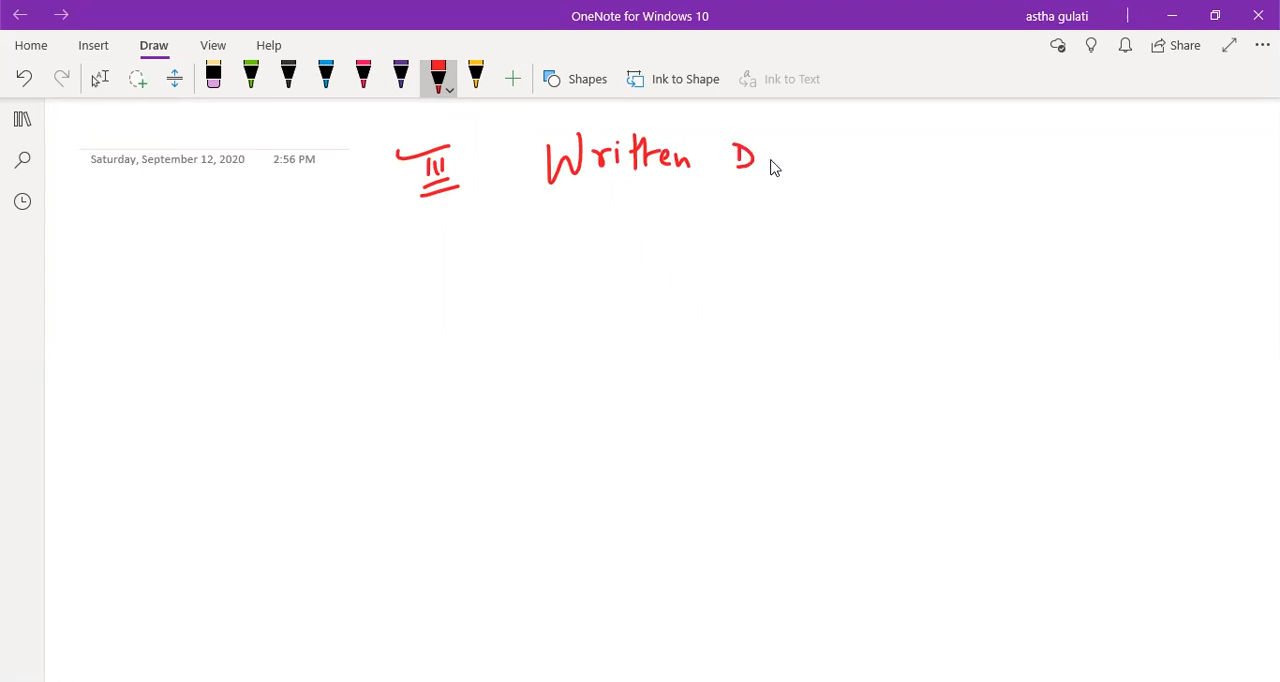 OneNote for Windows 10
astha gulati
Home Insert Draw View Help
Share
Shapes Ink to Shape Ink to Text
Saturday, September 12, 2020 2:56 PM
III Written D